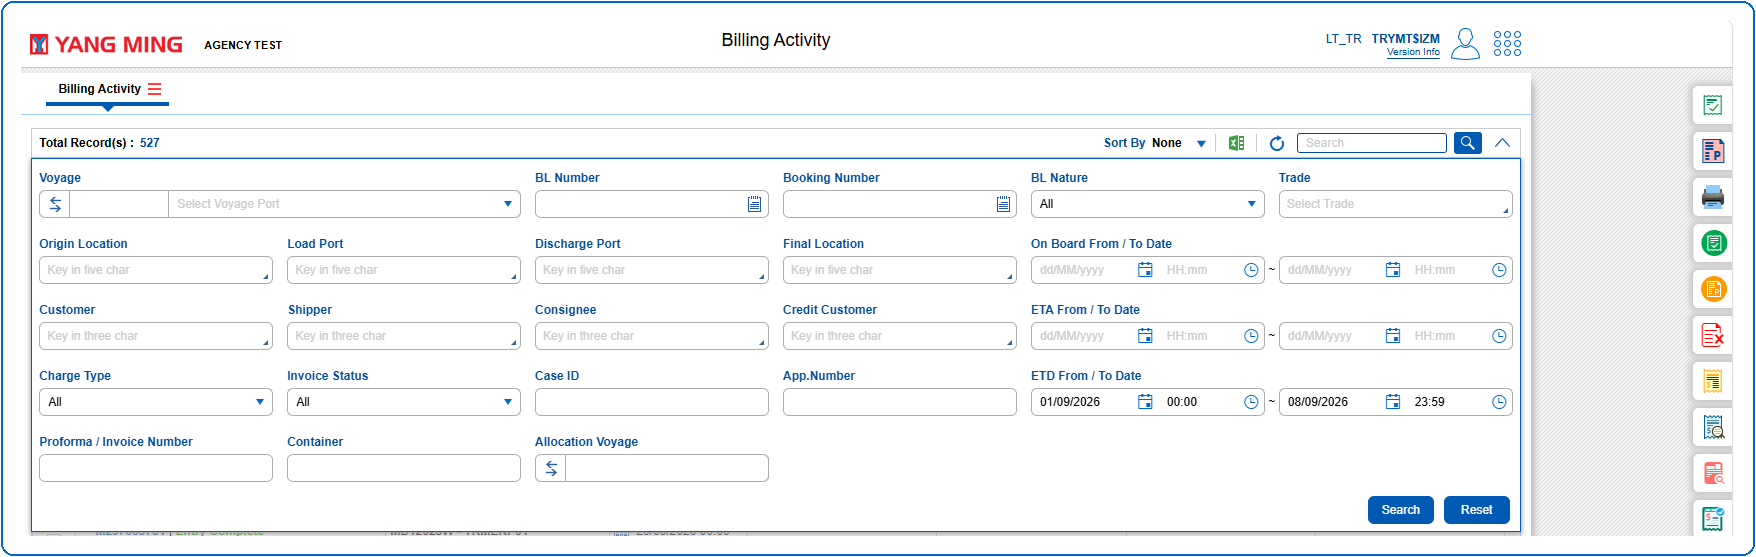 YANG MING AGENCY TEST Billing Activity LT_TR TRYMT$IZM
Version Info
Billing Activity
Total Record(s) : 527 Sort By None Search
Voyage BL Number Booking Number BL Nature Trade
Select Voyage Port All Select Trade
Origin Location Load Port Discharge Port Final Location On Board From / To Date
Key in five char Key in five char Key in five char Key in five char dd/MM/yyyy HH:mm ~ dd/MM/yyyy HH:mm
Customer Shipper Consignee Credit Customer ETA From / To Date
Key in three char Key in three char Key in three char Key in three char dd/MM/yyyy HH:mm ~ dd/MM/yyyy HH:mm
Charge Type Invoice Status Case ID App.Number ETD From / To Date
All All 01/09/2026 00:00 ~ 08/09/2026 23:59
Proforma / Invoice Number Container Allocation Voyage
Search Reset